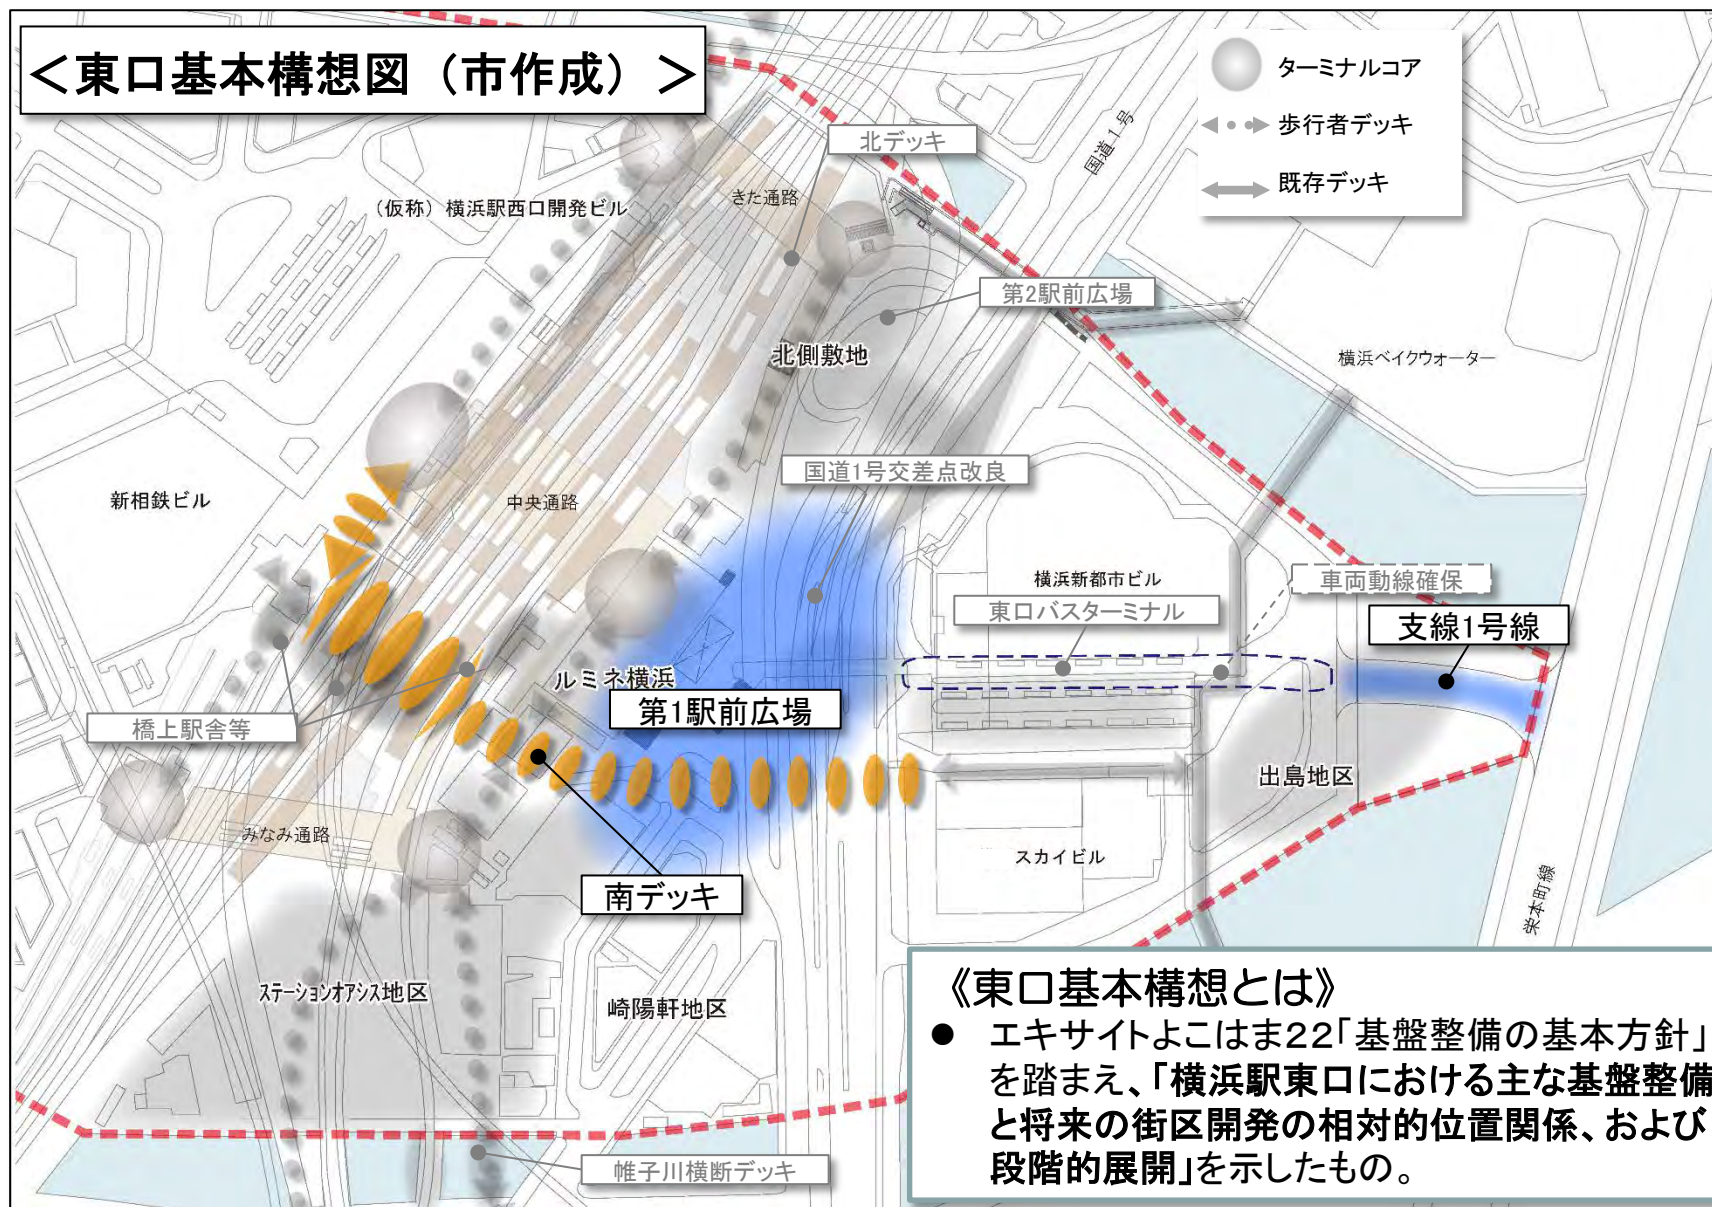 ＜東口基本構想図（市作成）＞
ターミナルコア
歩行者デッキ
既存デッキ
国道1号
北デッキ
きた通路
（仮称）横浜駅西口開発ビル
第2駅前広場
北側敷地
横浜ベイクウォーター
国道1号交差点改良
新相鉄ビル
中央通路
横浜新都市ビル
車両動線確保
東口バスターミナル
支線1号線
ルミネ横浜
第1駅前広場
橋上駅舎等
出島地区
みなみ通路
スカイビル
南デッキ
栄本町線
ステーションオアシス地区
崎陽軒地区
帷子川横断デッキ
《東口基本構想とは》
● エキサイトよこはま22「基盤整備の基本方針」
を踏まえ、「横浜駅東口における主な基盤整備
と将来の街区開発の相対的位置関係、および
段階的展開」を示したもの。